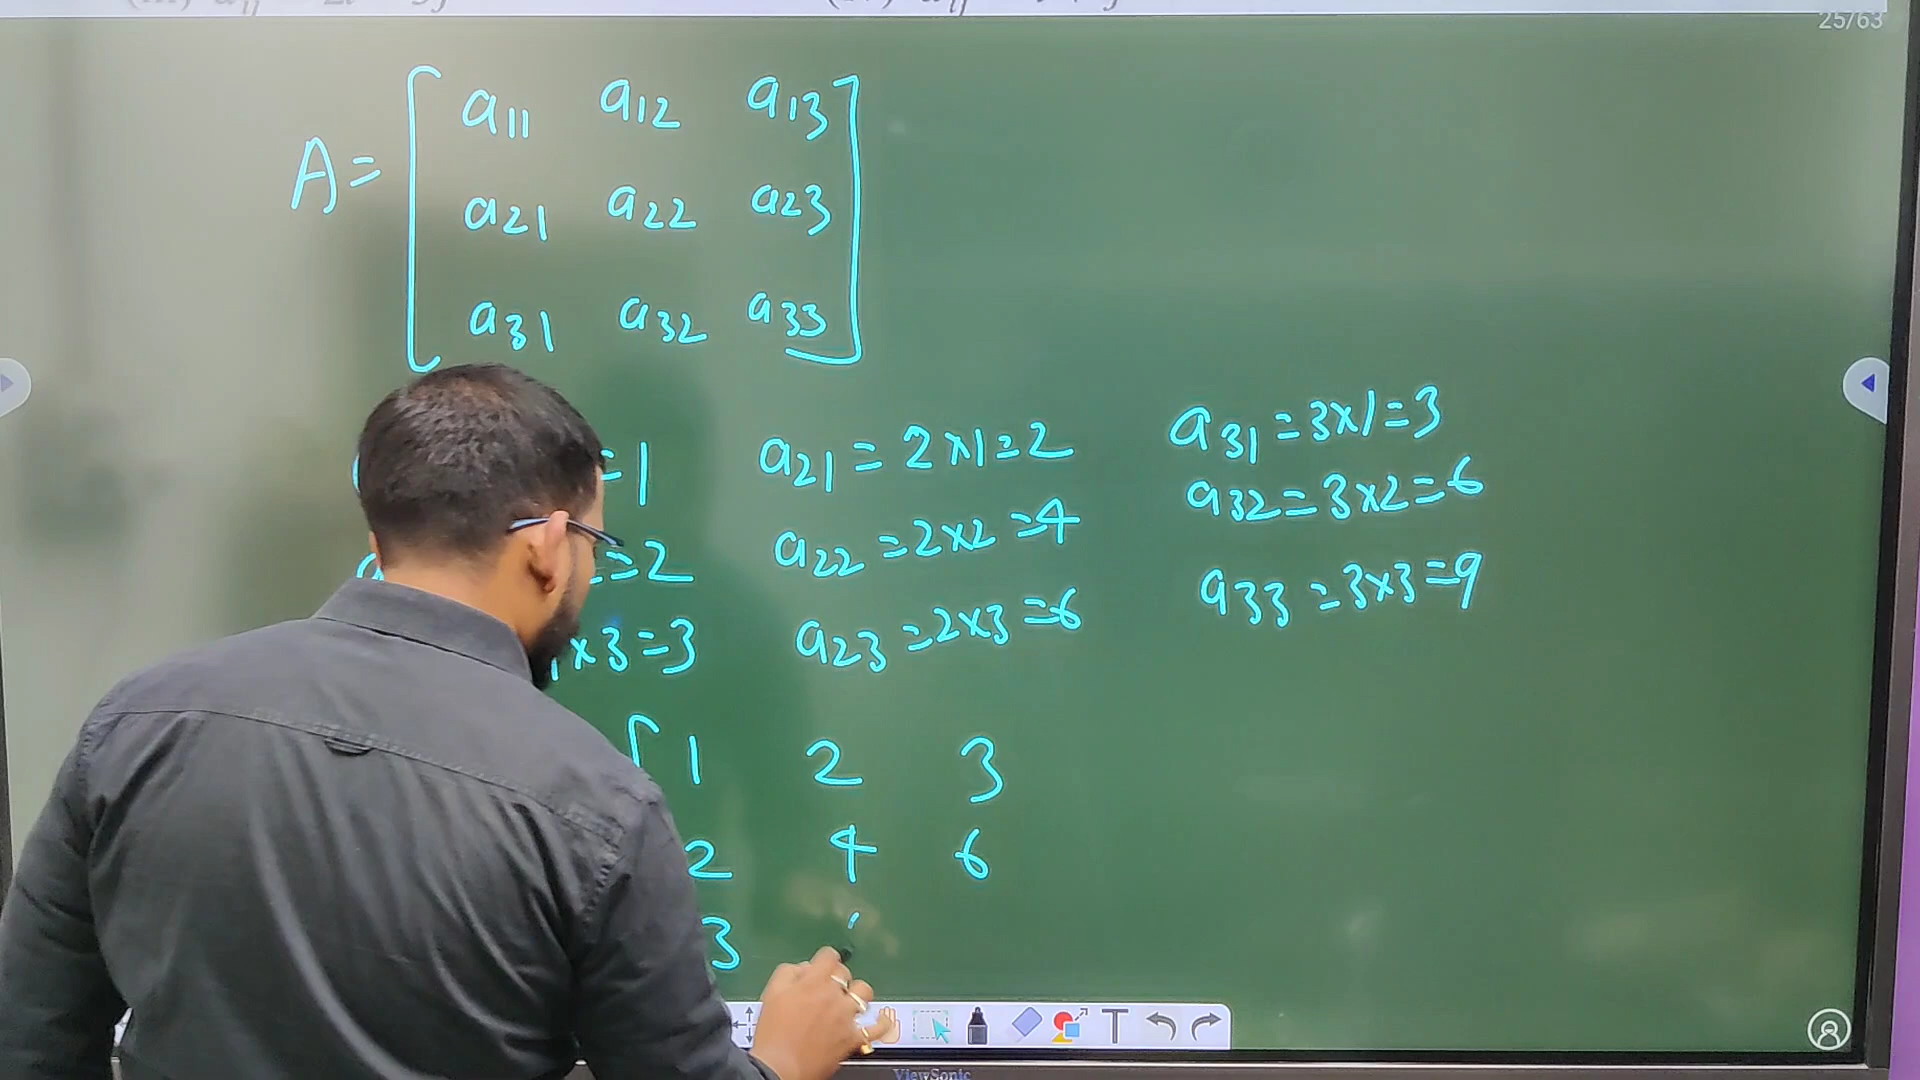 25/63
a11 a12 a13
A= a21 a22 a23
a31 a32 a33
=1
=2
x3=3
a21 = 2x1=2
a22 =2x2 =4
a23 =2x3 =6
a31 =3x1=3
a32=3x2=6
a33 =3x3=9
1 2 3
2 4 6
3
T
ViewSonic